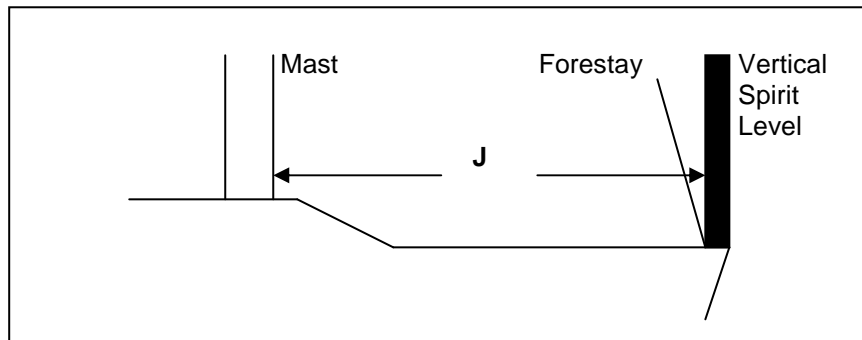 Mast
Forestay
Vertical
Spirit
Level
J